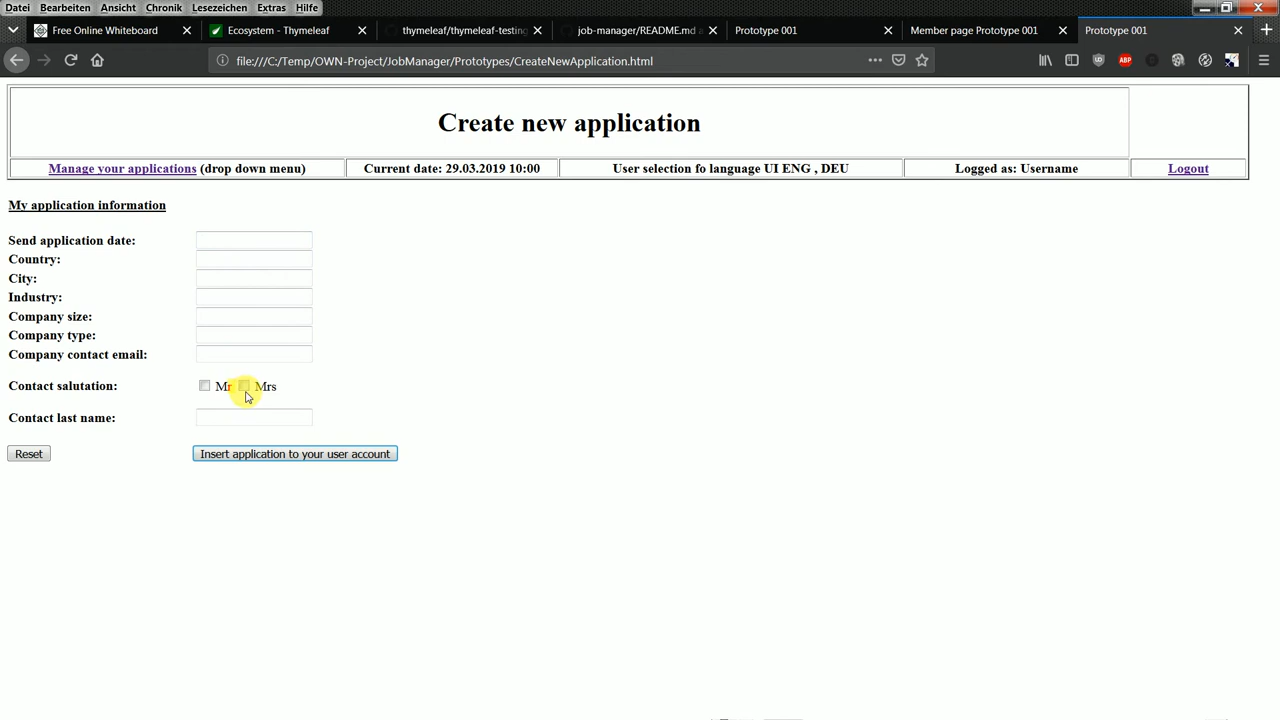 Datei Bearbeiten Ansicht Chronik Lesezeichen Extras Hilfe
Free Online Whiteboard Ecosystem - Thymeleaf thymeleaf/thymeleaf-testing job-manager/README.md Prototype 001 Member page Prototype 001 Prototype 001
file:///C:/Temp/OWN-Project/JobManager/Prototypes/CreateNewApplication.html ABP
Create new application
Manage your applications (drop down menu) Current date: 29.03.2019 10:00 User selection fo language UI ENG , DEU Logged as: Username Logout
My application information
Send application date:
Country:
City:
Industry:
Company size:
Company type:
Company contact email:
Contact salutation: Mr Mrs
Contact last name:
Reset Insert application to your user account